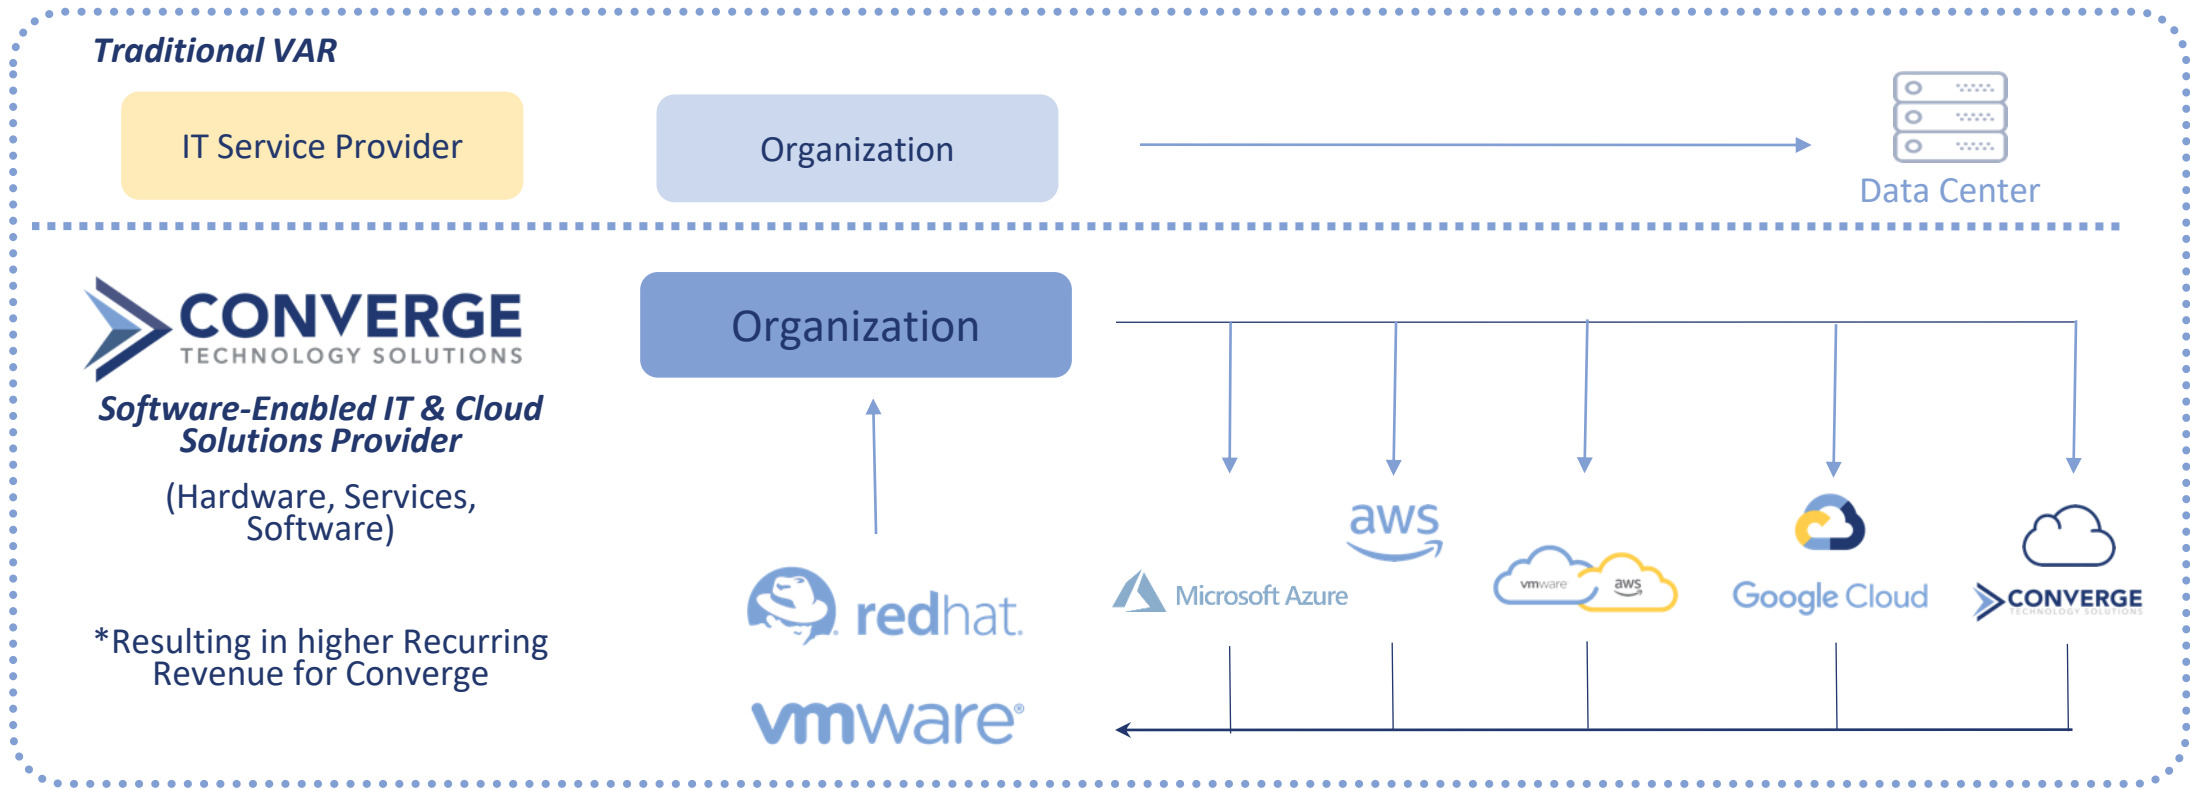 Traditional VAR
IT Service Provider
Organization
Data Center
CONVERGE
TECHNOLOGY SOLUTIONS
Software-Enabled IT & Cloud
Solutions Provider
(Hardware, Services,
Software)
*Resulting in higher Recurring
Revenue for Converge
Organization
redhat.
vmware®
Microsoft Azure
aws
vmware
aws
Google Cloud
CONVERGE
TECHNOLOGY SOLUTIONS